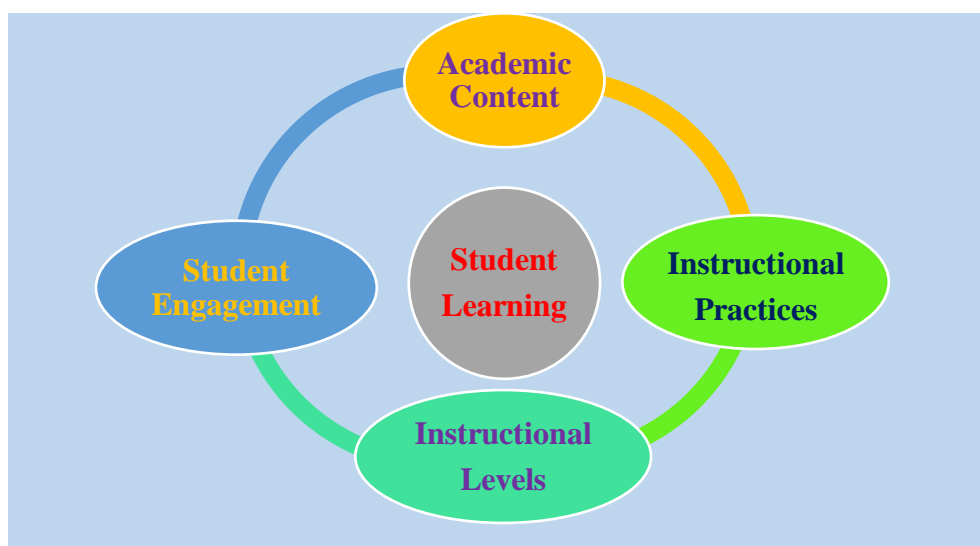 Academic
Content
Student
Engagement
Student
Learning
Instructional
Practices
Instructional
Levels